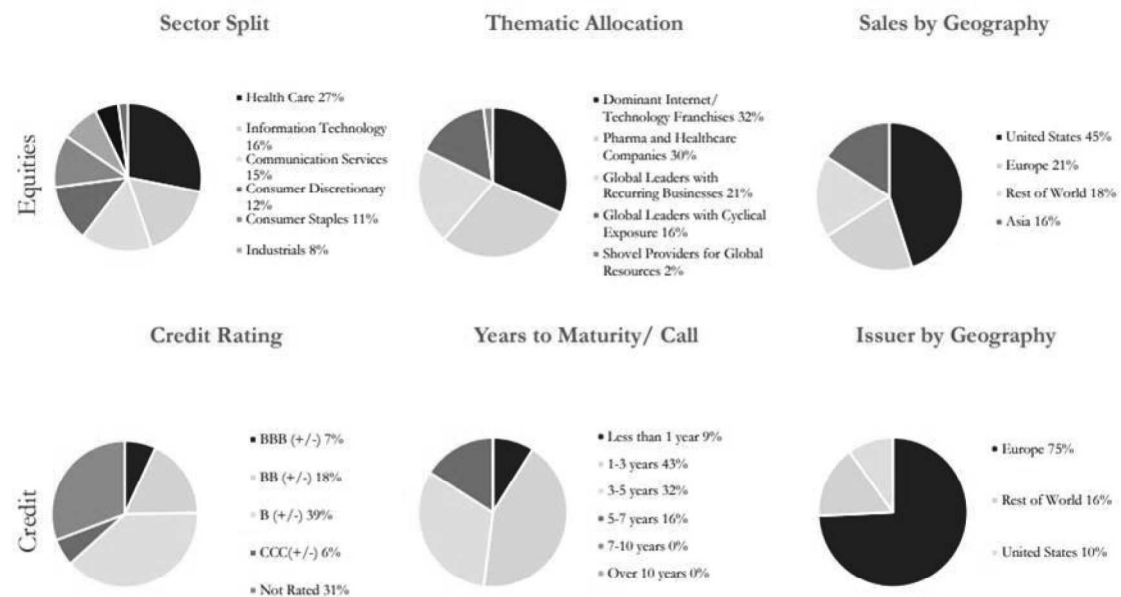 Sector Split
Thematic Allocation
Sales by Geography
Equities
Health Care 27%
Information Technology
16%
Communication Services
15%
Consumer Discretionary
12%
Consumer Staples 11%
Industrials 8%
Dominant Internet/
Technology Franchises 32%
Pharma and Healthcare
Companies 30%
Global Leaders with
Recurring Businesses 21%
Global Leaders with Cyclical
Exposure 16%
Shovel Providers for Global
Resources 2%
United States 45%
Europe 21%
Rest of World 18%
Asia 16%
Credit Rating
Years to Maturity/ Call
Issuer by Geography
Credit
BBB (+/-) 7%
BB (+/-) 18%
B (+/-) 39%
CCC(+/-) 6%
Not Rated 31%
Less than 1 year 9%
1-3 years 43%
3-5 years 32%
5-7 years 16%
7-10 years 0%
Over 10 years 0%
Europe 75%
Rest of World 16%
United States 10%